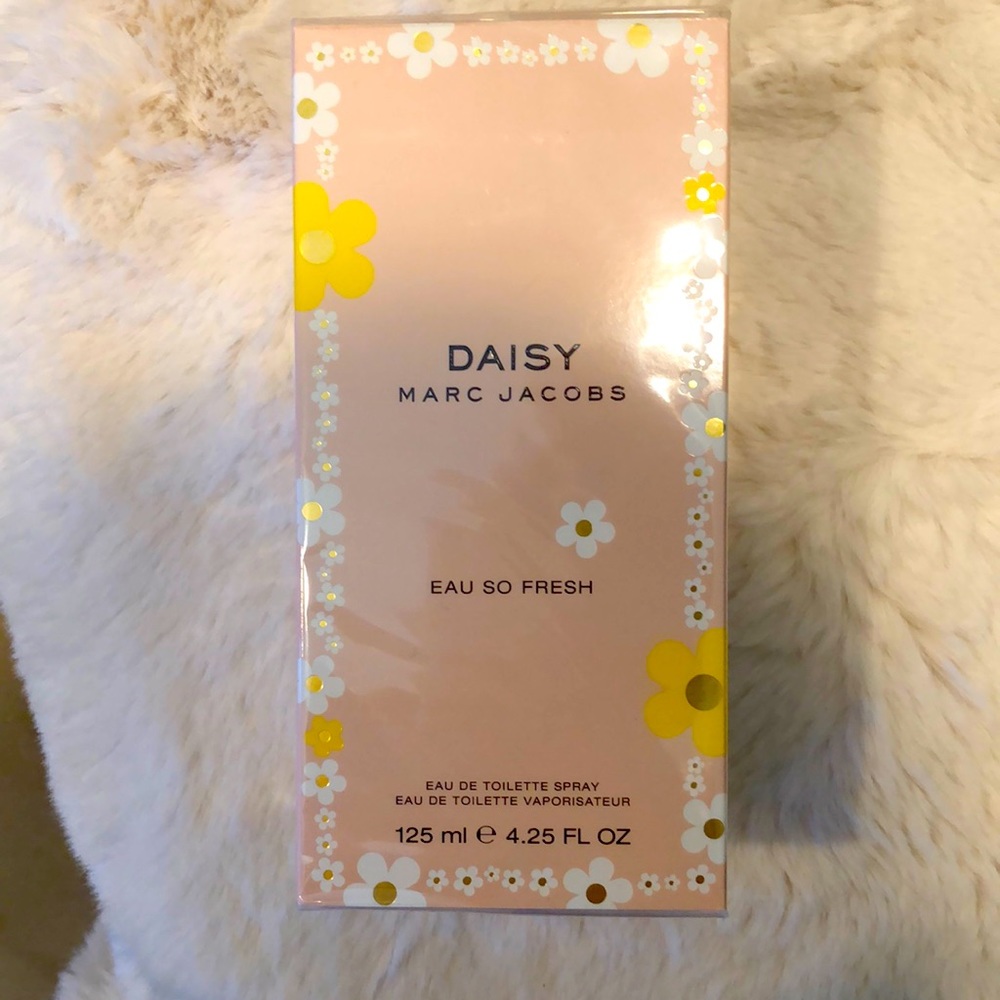 DAISY
MARC JACOBS
EAU SO FRESH
EAU DE TOILETTE SPRAY
EAU DE TOILETTE VAPORISATEUR
125 ml ℮ 4.25 FL OZ